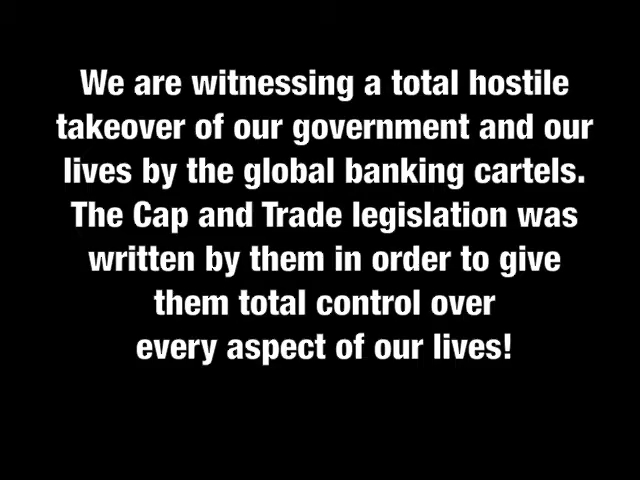 We are witnessing a total hostile
takeover of our government and our
lives by the global banking cartels.
The Cap and Trade legislation was
written by them in order to give
them total control over
every aspect of our lives!